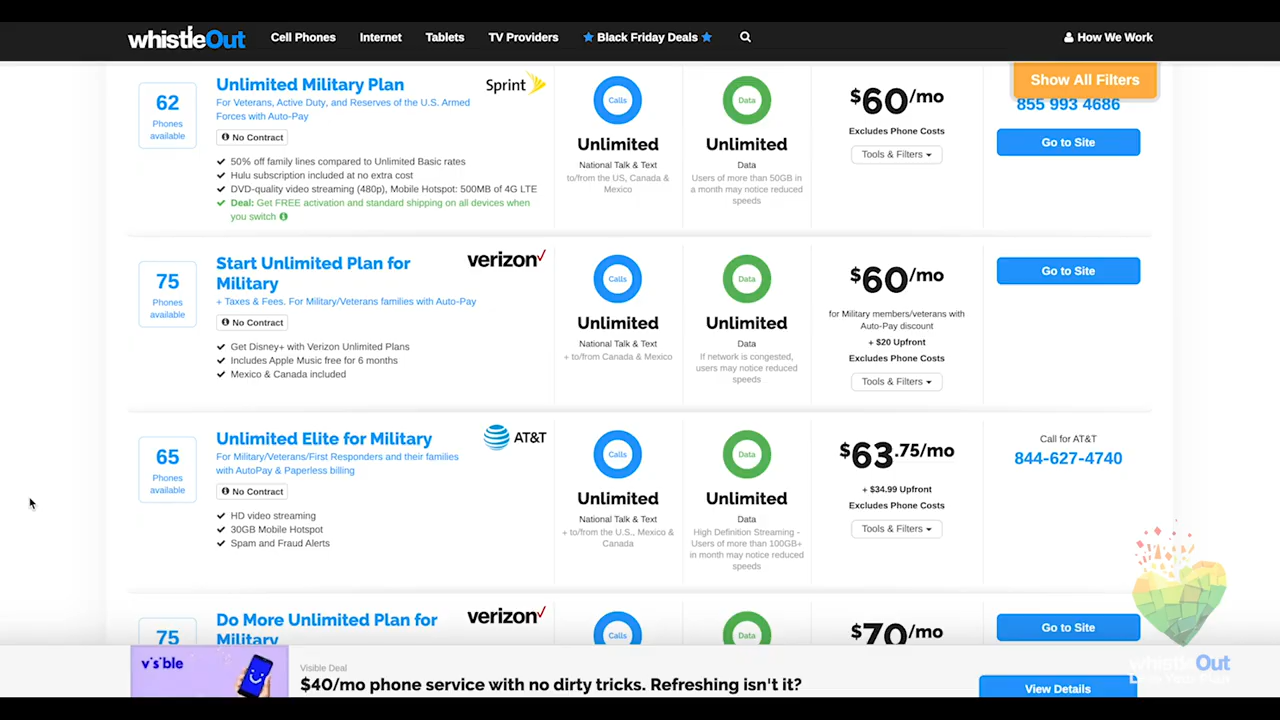 whistleOut
Cell Phones
Internet
Tablets
TV Providers
Black Friday Deals
How We Work
Show All Filters
62
Phones
available
Unlimited Military Plan
For Veterans, Active Duty, and Reserves of the U.S. Armed
Forces with Auto-Pay
No Contract
50% off family lines compared to Unlimited Basic rates
Hulu subscription included at no extra cost
DVD-quality video streaming (480p), Mobile Hotspot: 500MB of 4G LTE
Deal: Get FREE activation and standard shipping on all devices when
you switch
Sprint
Calls
Unlimited
National Talk & Text
to/from the US, Canada &
Mexico
Data
Unlimited
Data
Users of more than 50GB in
a month may notice reduced
speeds
$60/mo
Excludes Phone Costs
Tools & Filters
855 993 4686
Go to Site
75
Phones
available
Start Unlimited Plan for
Military
+ Taxes & Fees. For Military/Veterans families with Auto-Pay
No Contract
Get Disney+ with Verizon Unlimited Plans
Includes Apple Music free for 6 months
Mexico & Canada included
verizon
Calls
Unlimited
National Talk & Text
+ to/from Canada & Mexico
Data
Unlimited
Data
If network is congested,
users may notice reduced
speeds
$60/mo
for Military members/veterans with
Auto-Pay discount
+ $20 Upfront
Excludes Phone Costs
Tools & Filters
Go to Site
65
Phones
available
Unlimited Elite for Military
For Military/Veterans/First Responders and their families
with AutoPay & Paperless billing
No Contract
HD video streaming
30GB Mobile Hotspot
Spam and Fraud Alerts
AT&T
Calls
Unlimited
National Talk & Text
+ to/from the U.S., Mexico &
Canada
Data
Unlimited
Data
High Definition Streaming -
Users of more than 100GB+
in month may notice reduced
speeds
$63.75/mo
+ $34.99 Upfront
Excludes Phone Costs
Tools & Filters
Call for AT&T
844-627-4740
75
Do More Unlimited Plan for
Military
verizon
Calls
Data
$70/mo
Go to Site
whistleOut
Love Your Plan
visible
Visible Deal
$40/mo phone service with no dirty tricks. Refreshing isn't it?
View Details